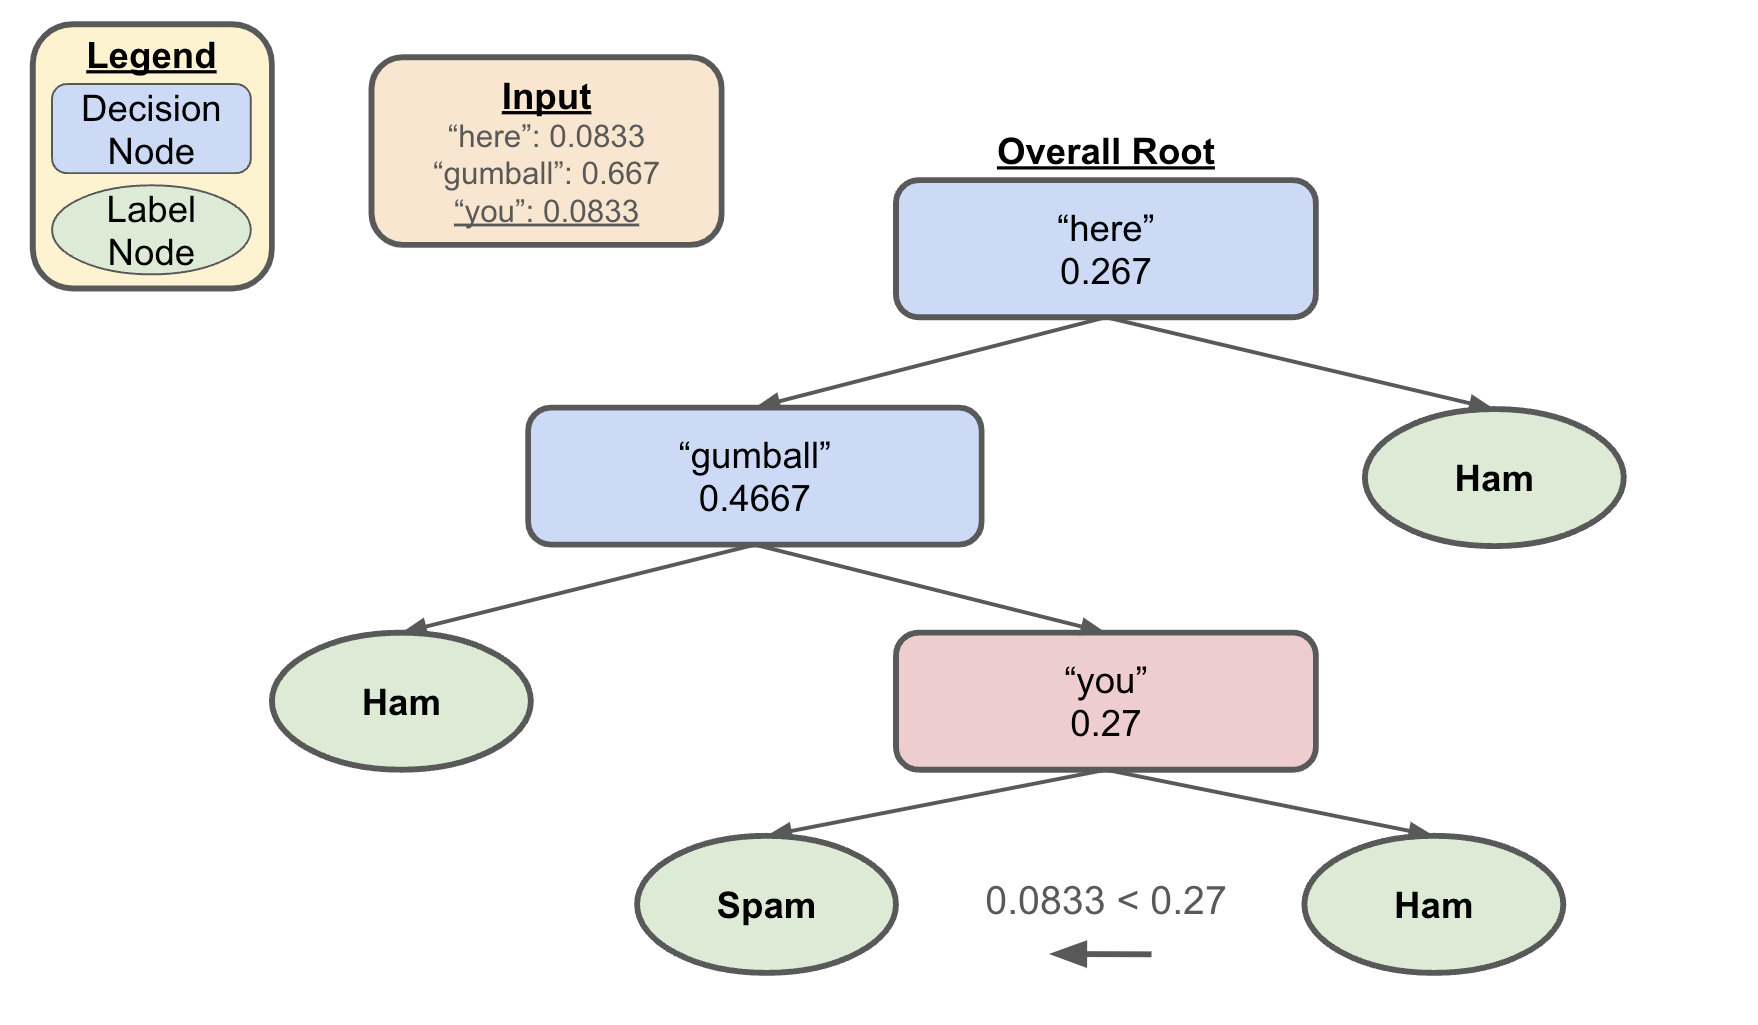 Legend
Decision
Node
Label
Node
Input
“here”: 0.0833
“gumball”: 0.667
“you”: 0.0833
Overall Root
“here”
0.267
“gumball”
0.4667
Ham
Ham
“you”
0.27
Spam
0.0833 < 0.27
Ham